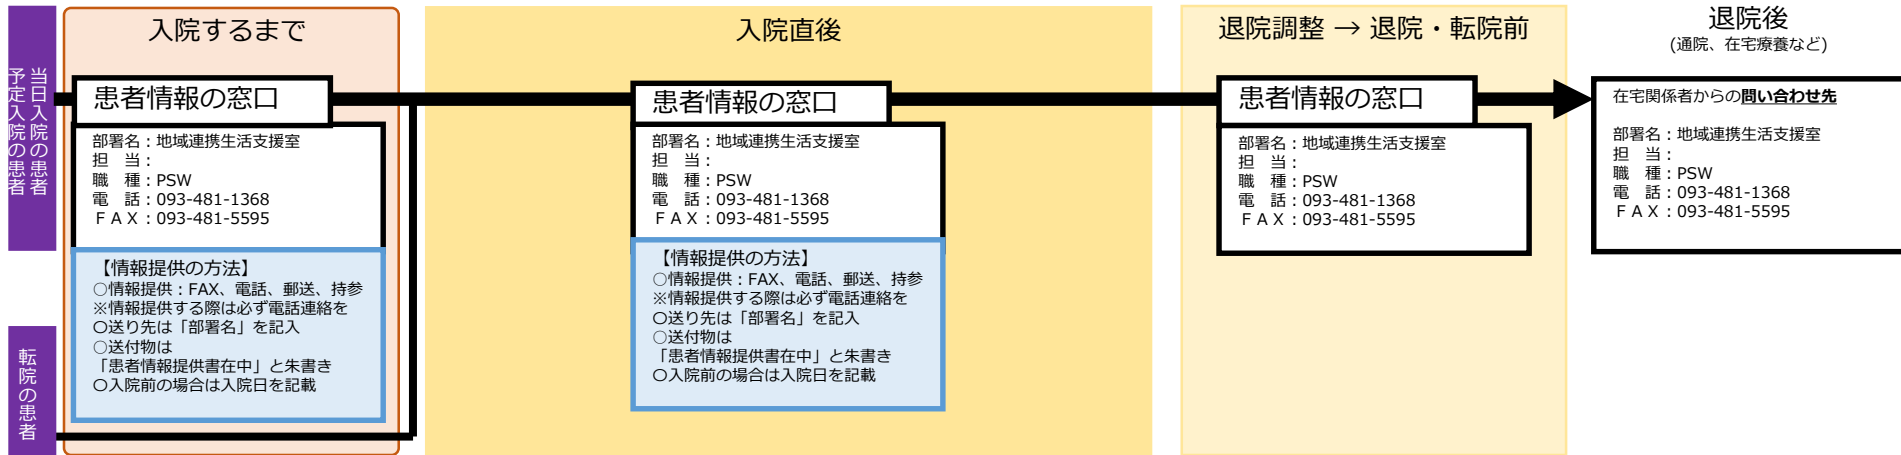 当日入院の患者
予定入院の患者
転院の患者
入院するまで
患者情報の窓口
部署名：地域連携生活支援室
担　当：
職　種：PSW
電　話：093-481-1368
ＦＡＸ：093-481-5595
【情報提供の方法】
○情報提供：FAX、電話、郵送、持参
※情報提供する際は必ず電話連絡を
〇送り先は「部署名」を記入
○送付物は
「患者情報提供書在中」と朱書き
〇入院前の場合は入院日を記載
入院直後
患者情報の窓口
部署名：地域連携生活支援室
担　当：
職　種：PSW
電　話：093-481-1368
ＦＡＸ：093-481-5595
【情報提供の方法】
○情報提供：FAX、電話、郵送、持参
※情報提供する際は必ず電話連絡を
〇送り先は「部署名」を記入
○送付物は
「患者情報提供書在中」と朱書き
〇入院前の場合は入院日を記載
退院調整 → 退院・転院前
患者情報の窓口
部署名：地域連携生活支援室
担　当：
職　種：PSW
電　話：093-481-1368
ＦＡＸ：093-481-5595
退院後
(通院、在宅療養など)
在宅関係者からの問い合わせ先
部署名：地域連携生活支援室
担　当：
職　種：PSW
電　話：093-481-1368
ＦＡＸ：093-481-5595